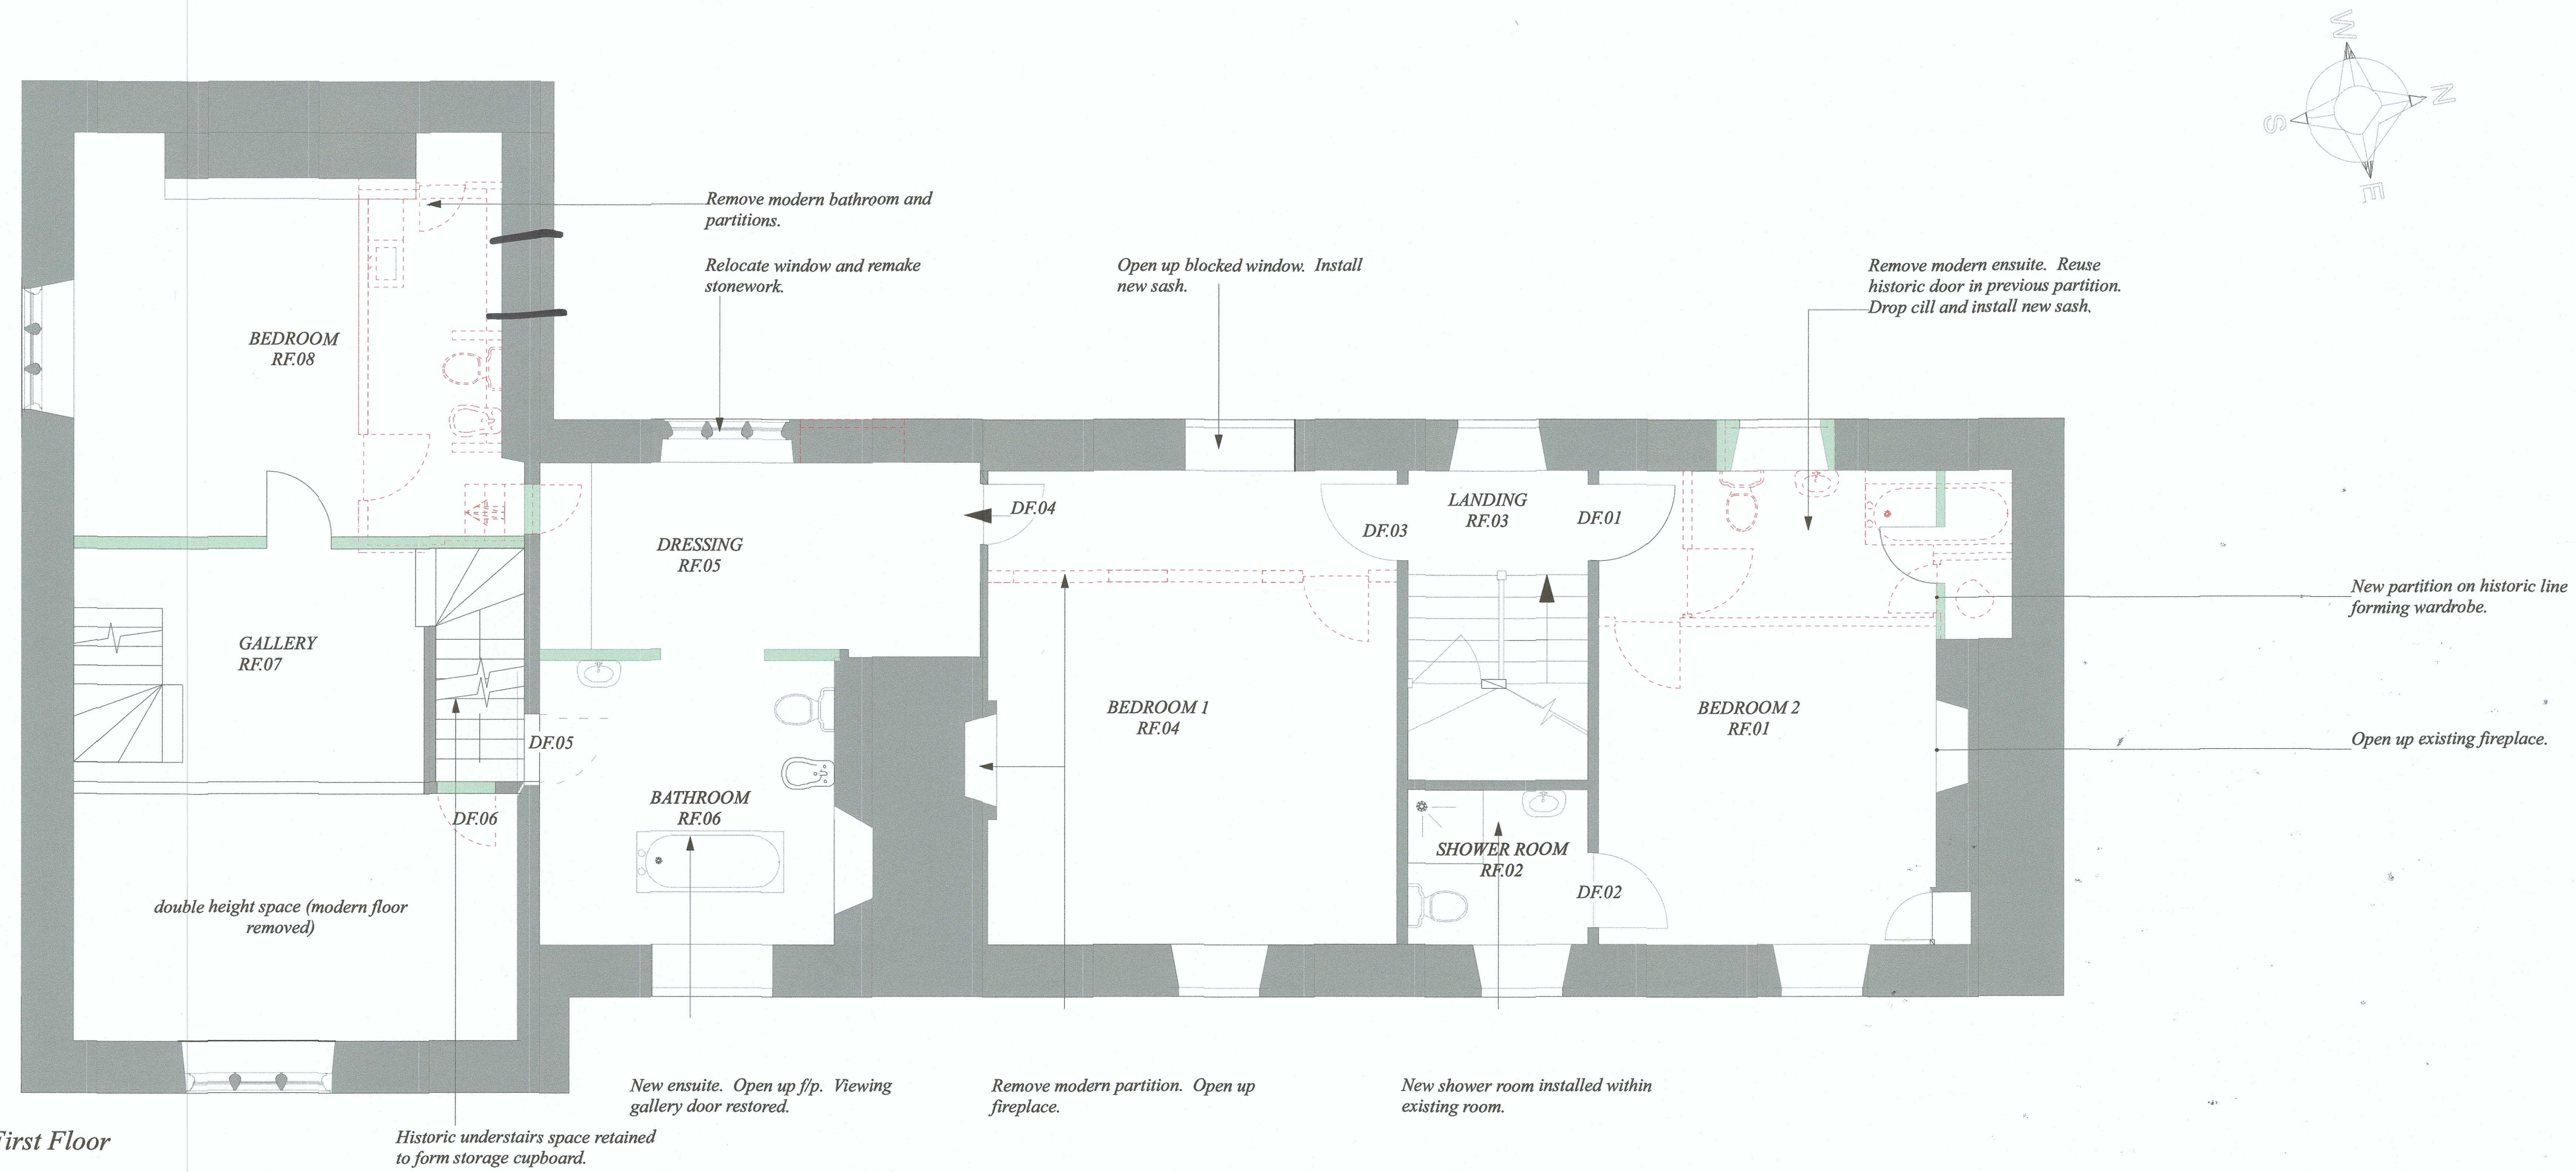 W
N
S
E
Remove modern bathroom and
partitions.
Relocate window and remake
stonework.
Open up blocked window. Install
new sash.
Remove modern ensuite. Reuse
historic door in previous partition.
Drop cill and install new sash.
BEDROOM
RF.08
DRESSING
RF.05
DF.04
DF.03
LANDING
RF.03
DF.01
New partition on historic line
forming wardrobe.
GALLERY
RF.07
DF.05
BEDROOM 1
RF.04
BEDROOM 2
RF.01
Open up existing fireplace.
DF.06
BATHROOM
RF.06
SHOWER ROOM
RF.02
DF.02
double height space (modern floor
removed)
New ensuite. Open up f/p. Viewing
gallery door restored.
Remove modern partition. Open up
fireplace.
New shower room installed within
existing room.
First Floor
Historic understairs space retained
to form storage cupboard.